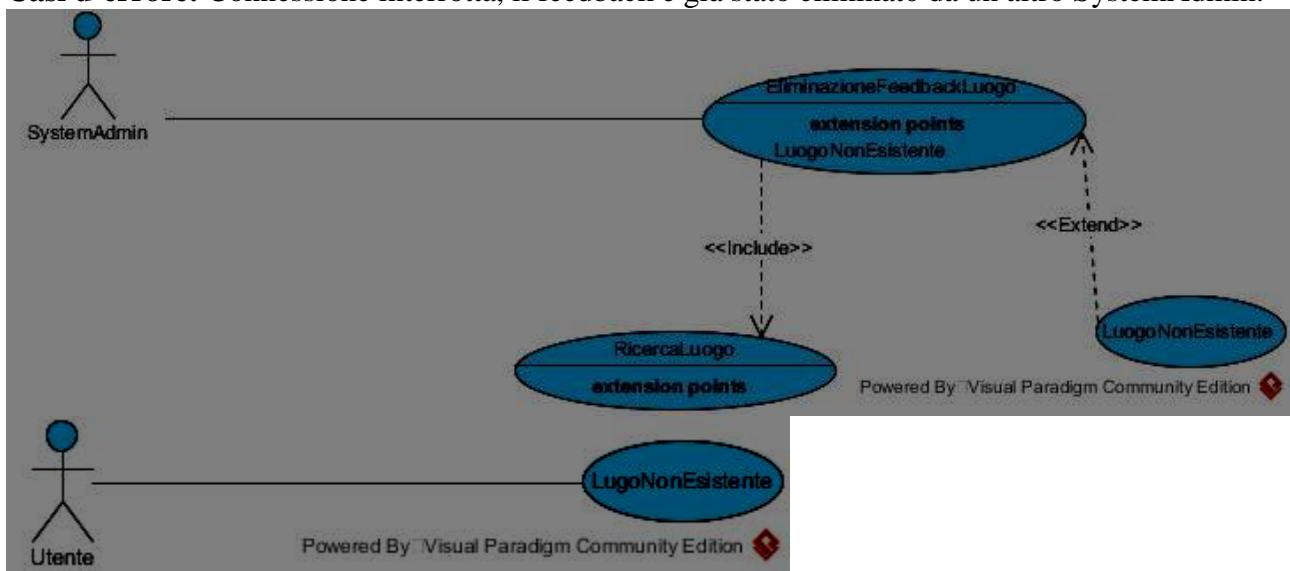 Casi d'errore: Connessione interrotta, il feedback è già stato eliminato da un altro SystemAdmin.
EliminazioneFeedbackLuogo
extension points
LuogoNonEsistente
SystemAdmin
<<Extend>>
<<Include>>
LuogoNonEsistente
RicercaLuogo
extension points
Powered By Visual Paradigm Community Edition
LugoNonEsistente
Powered By Visual Paradigm Community Edition
Utente